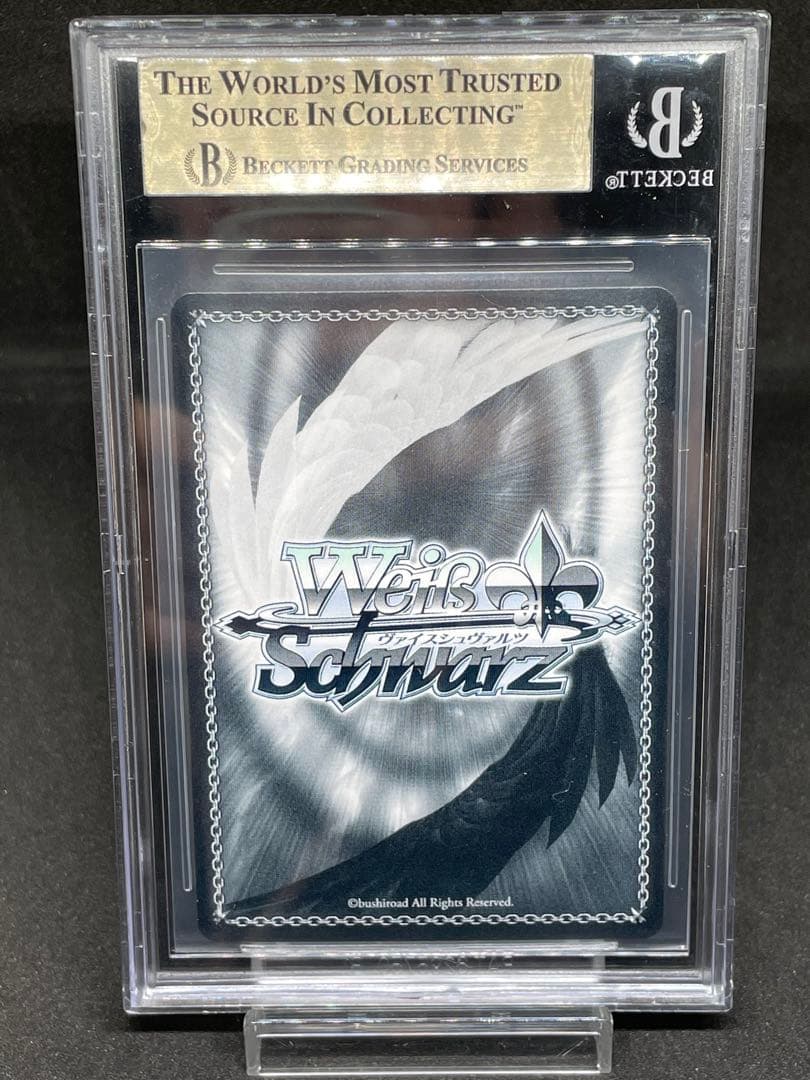 THE WORLD'S MOST TRUSTED
SOURCE IN COLLECTING™
B BECKETT GRADING SERVICES
B
BECKETT®
Weiß
ヴァイスシュヴァルツ
Schwarz
©bushiroad All Rights Reserved.